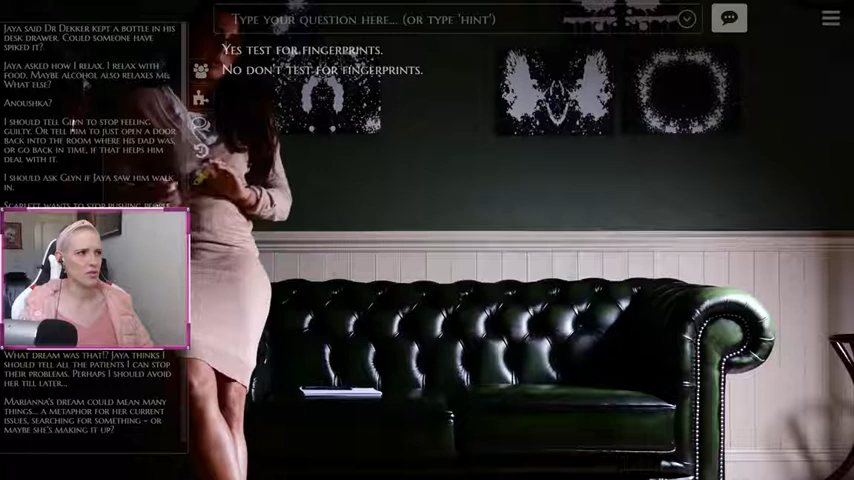 Type your question here... (or type 'hint')
Yes test for fingerprints.
No don't test for fingerprints.
Jaya said Dr Dekker kept a bottle in his
desk drawer. Could someone have
spiked it?
Jaya asked how I relax. I relax with
food. Maybe alcohol also relaxes me.
What else?
Anoushka?
I should tell Glyn to stop feeling
guilty. Or tell him to just open a door
back into the room where his dad was,
or go back in time, if that helps him
deal with it.
I should ask Glyn if Jaya saw him walk
in.
Scarlett wants to stop pushing people
What dream was that!? Jaya thinks I
should tell all the patients I can stop
their problems. Perhaps I should avoid
her till later...
Marianna's dream could mean many
things... a metaphor for her current
issues, searching for something – or
maybe she's making it up?